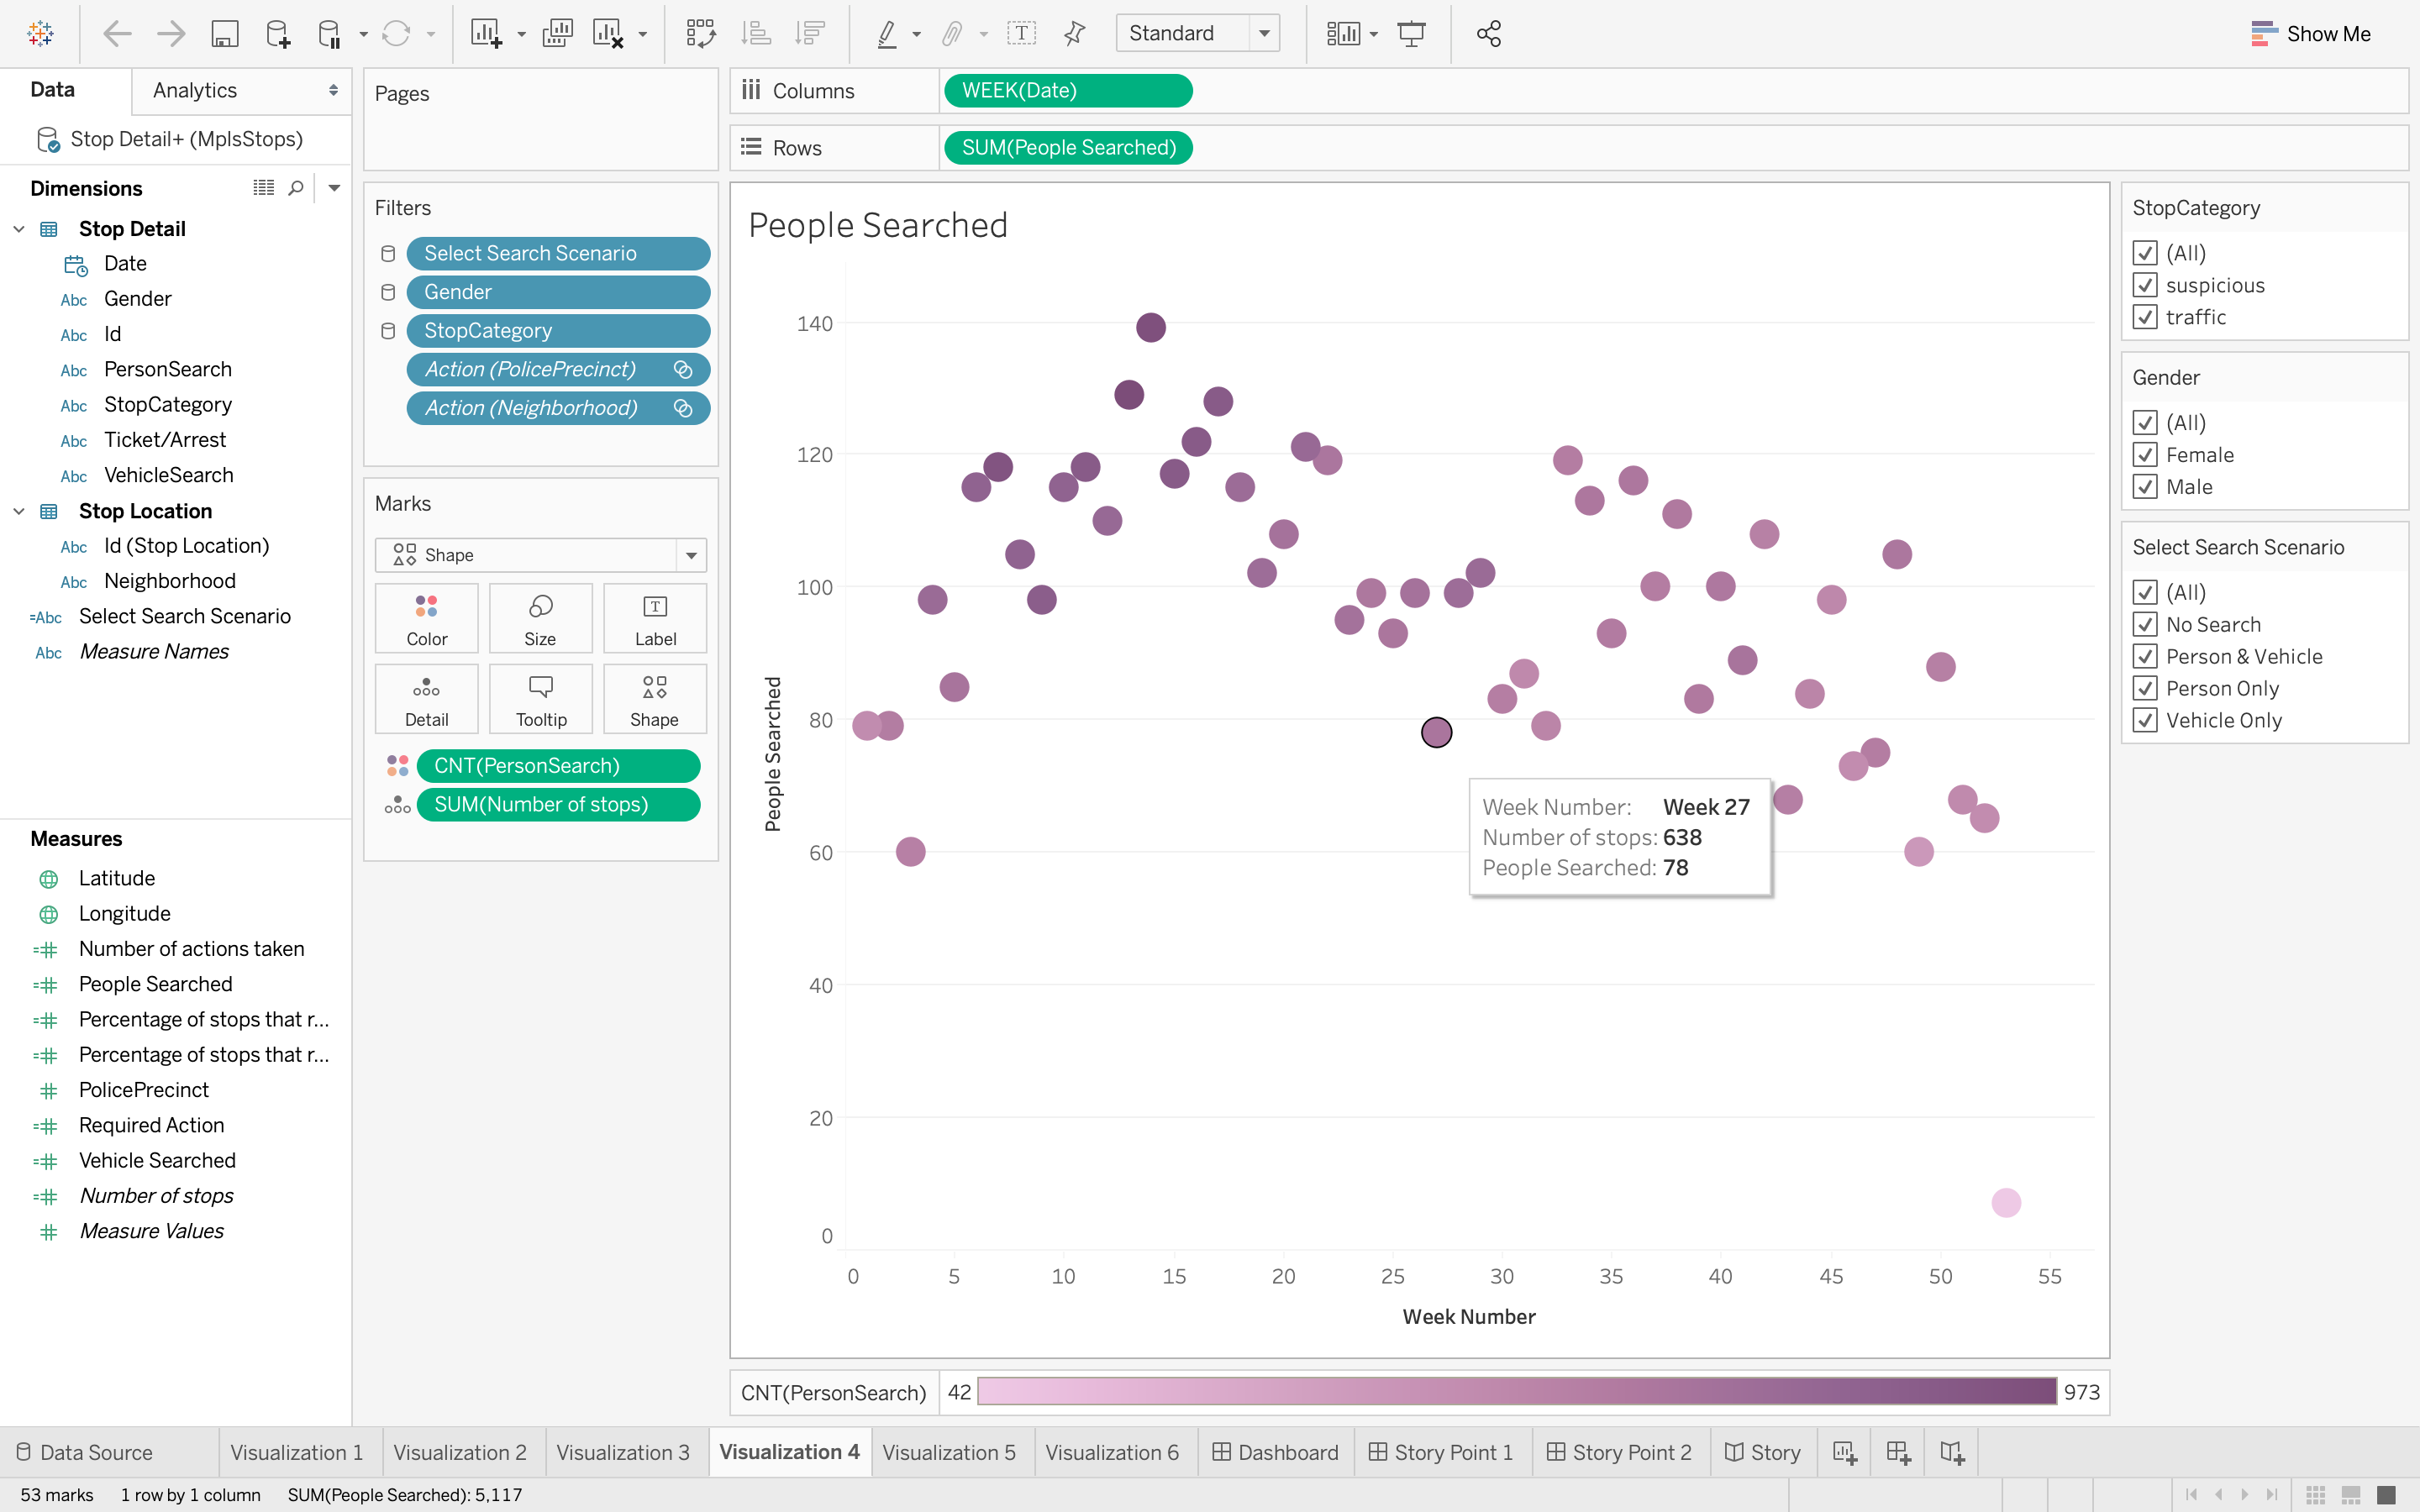 Standard
Show Me
Data
Analytics
Stop Detail+ (MplsStops)
Dimensions
Stop Detail
Date
Abc Gender
Abc Id
Abc PersonSearch
Abc StopCategory
Abc Ticket/Arrest
Abc VehicleSearch
Stop Location
Abc Id (Stop Location)
Abc Neighborhood
=Abc Select Search Scenario
Abc Measure Names
Measures
Latitude
Longitude
=# Number of actions taken
=# People Searched
=# Percentage of stops that r...
=# Percentage of stops that r...
# PolicePrecinct
=# Required Action
=# Vehicle Searched
=# Number of stops
# Measure Values
Pages
Filters
Select Search Scenario
Gender
StopCategory
Action (PolicePrecinct)
Action (Neighborhood)
Marks
Shape
Color
Size
T
Label
Detail
Tooltip
Shape
CNT(PersonSearch)
SUM(Number of stops)
Columns
WEEK(Date)
Rows
SUM(People Searched)
People Searched
People Searched
140
120
100
80
60
40
20
0
0 5 10 15 20 25 30 35 40 45 50 55
Week Number
Week Number: Week 27
Number of stops: 638
People Searched: 78
CNT(PersonSearch) 42 973
StopCategory
(All)
suspicious
traffic
Gender
(All)
Female
Male
Select Search Scenario
(All)
No Search
Person & Vehicle
Person Only
Vehicle Only
Data Source
Visualization 1
Visualization 2
Visualization 3
Visualization 4
Visualization 5
Visualization 6
Dashboard
Story Point 1
Story Point 2
Story
53 marks 1 row by 1 column SUM(People Searched): 5,117